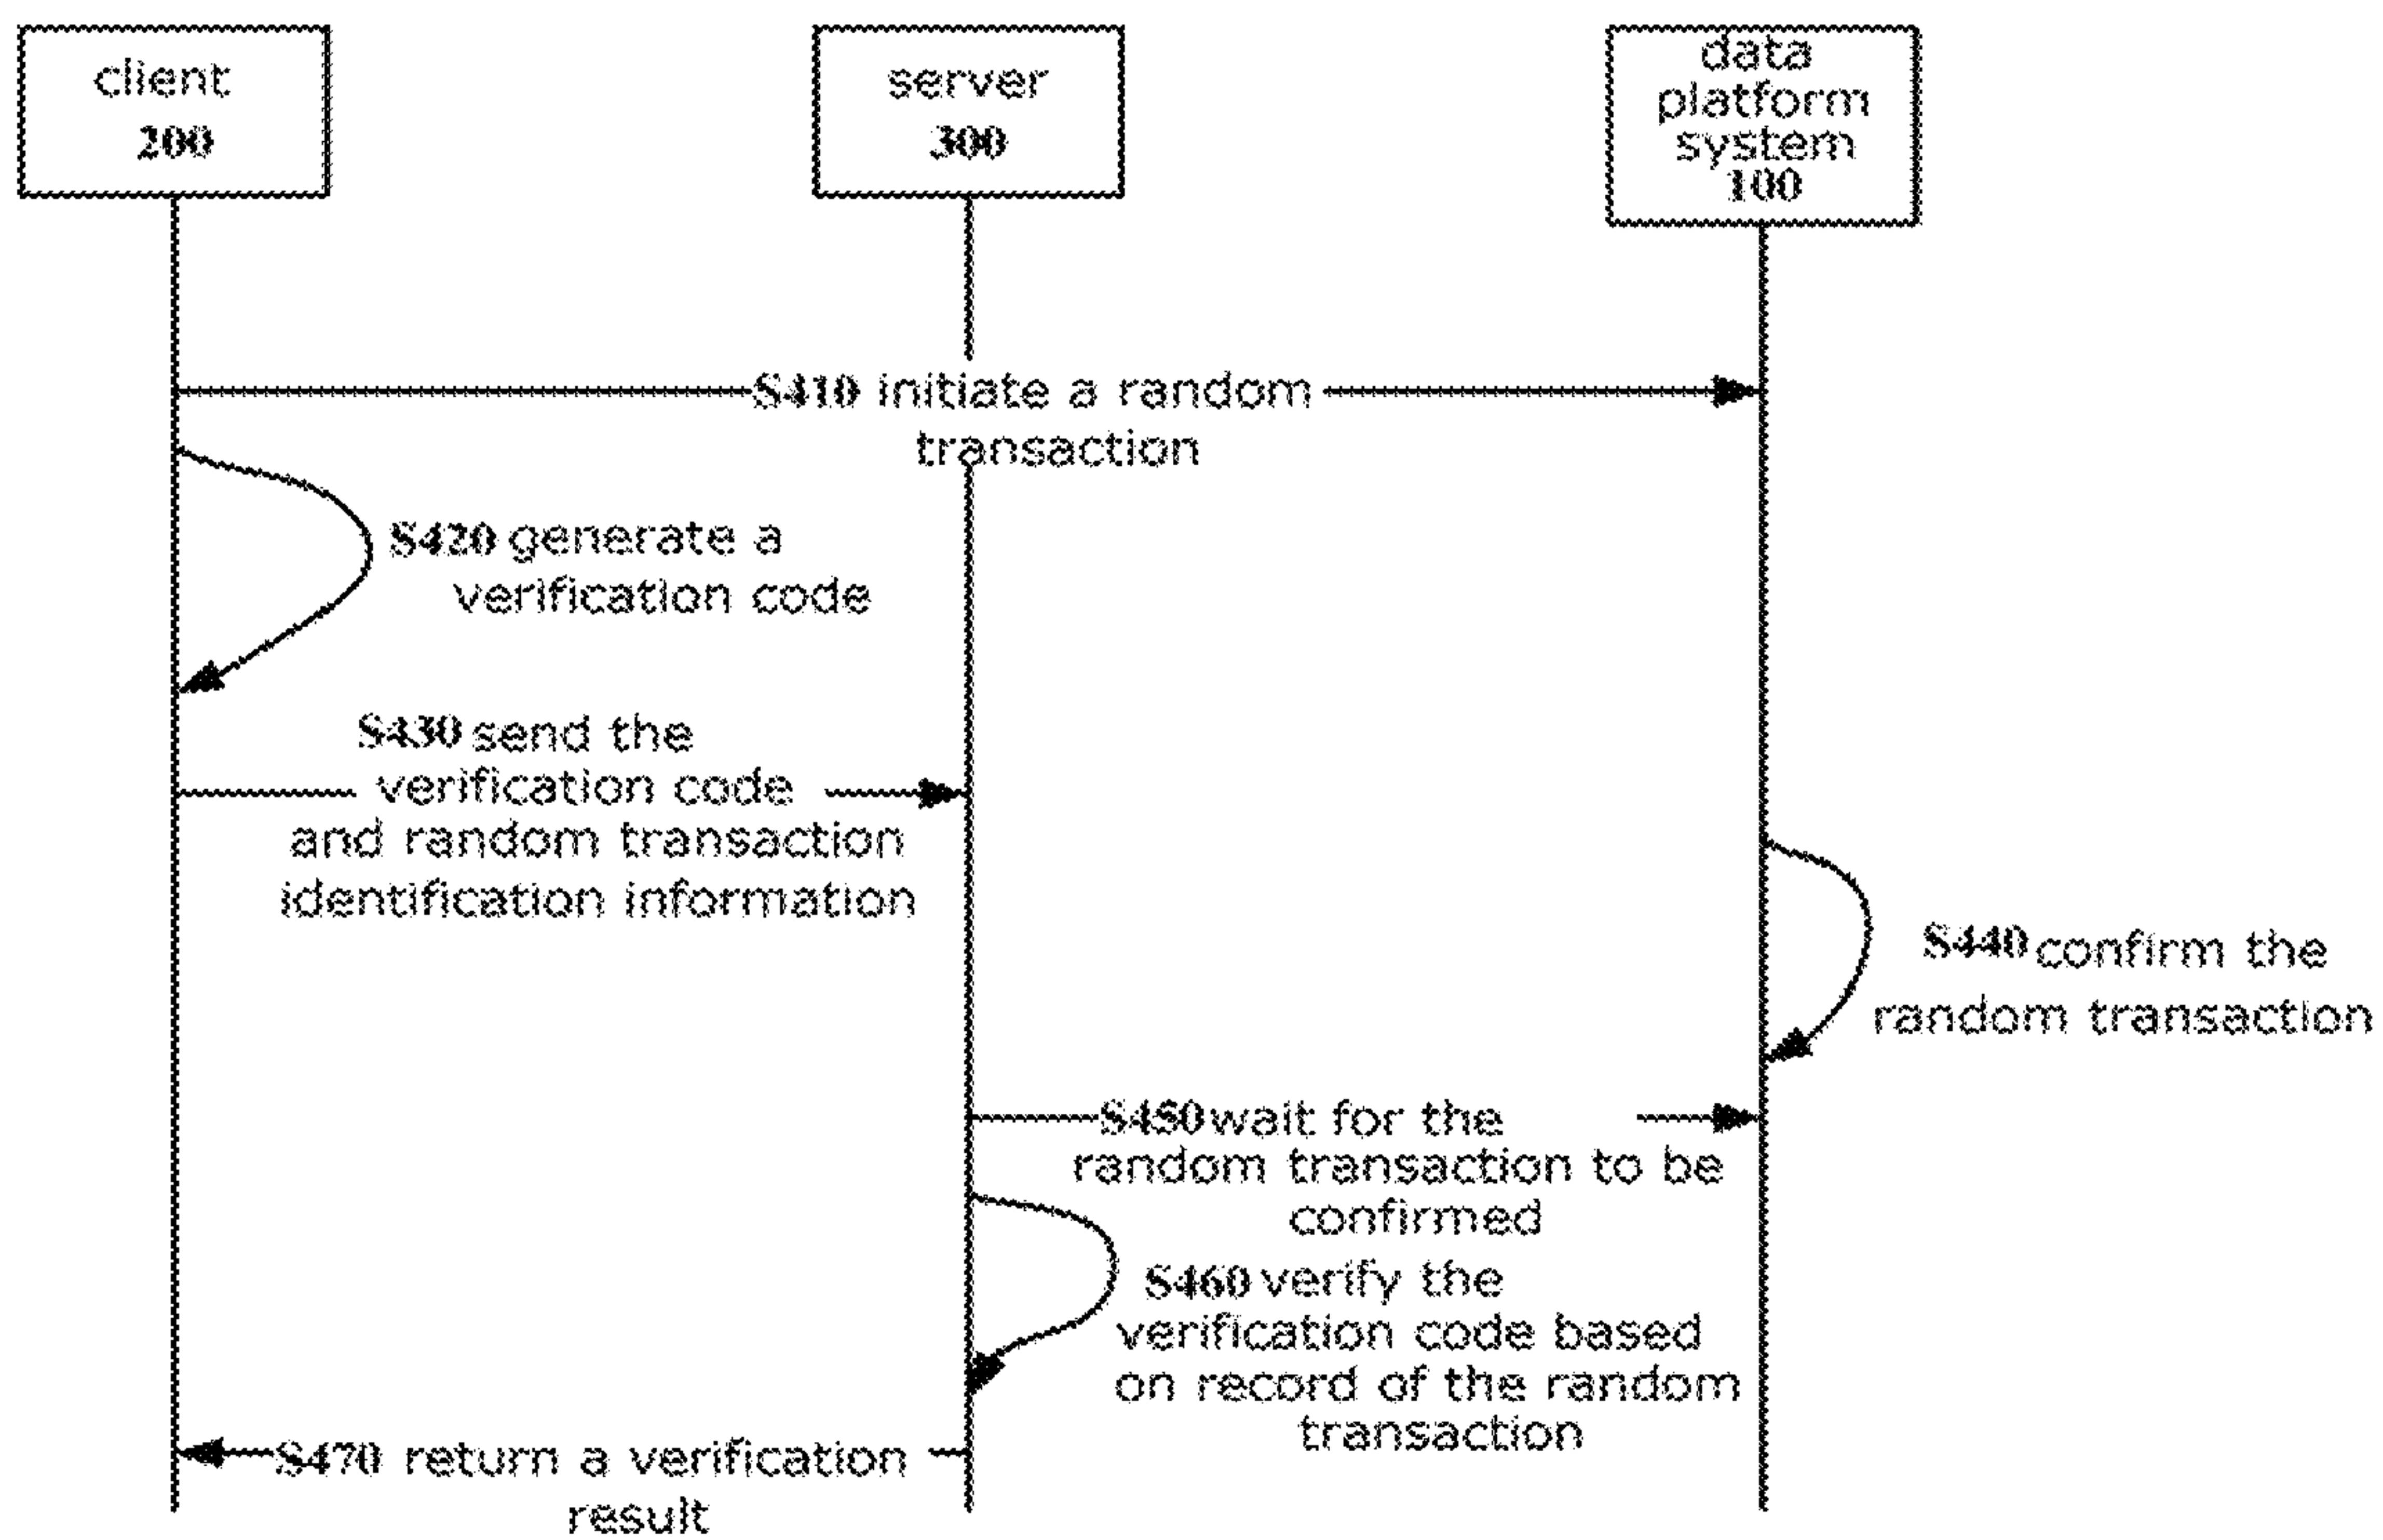 client
200
server
300
data
platform
system
100
S410 initiate a random
transaction
S420 generate a
verification code
S430 send the
verification code
and random transaction
identification information
S440 confirm the
random transaction
S450 wait for the
random transaction to be
confirmed
S460 verify the
verification code based
on record of the random
transaction
S470 return a verification
result